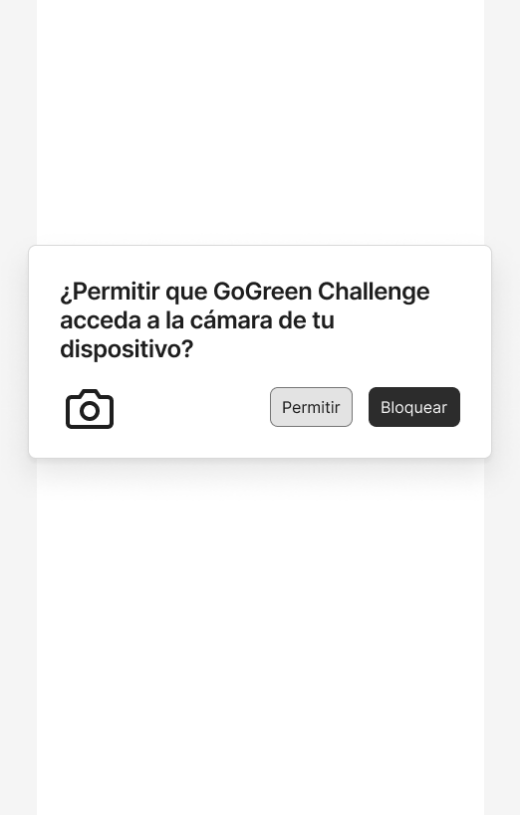 ¿Permitir que GoGreen Challenge
acceda a la cámara de tu
dispositivo?
Permitir
Bloquear